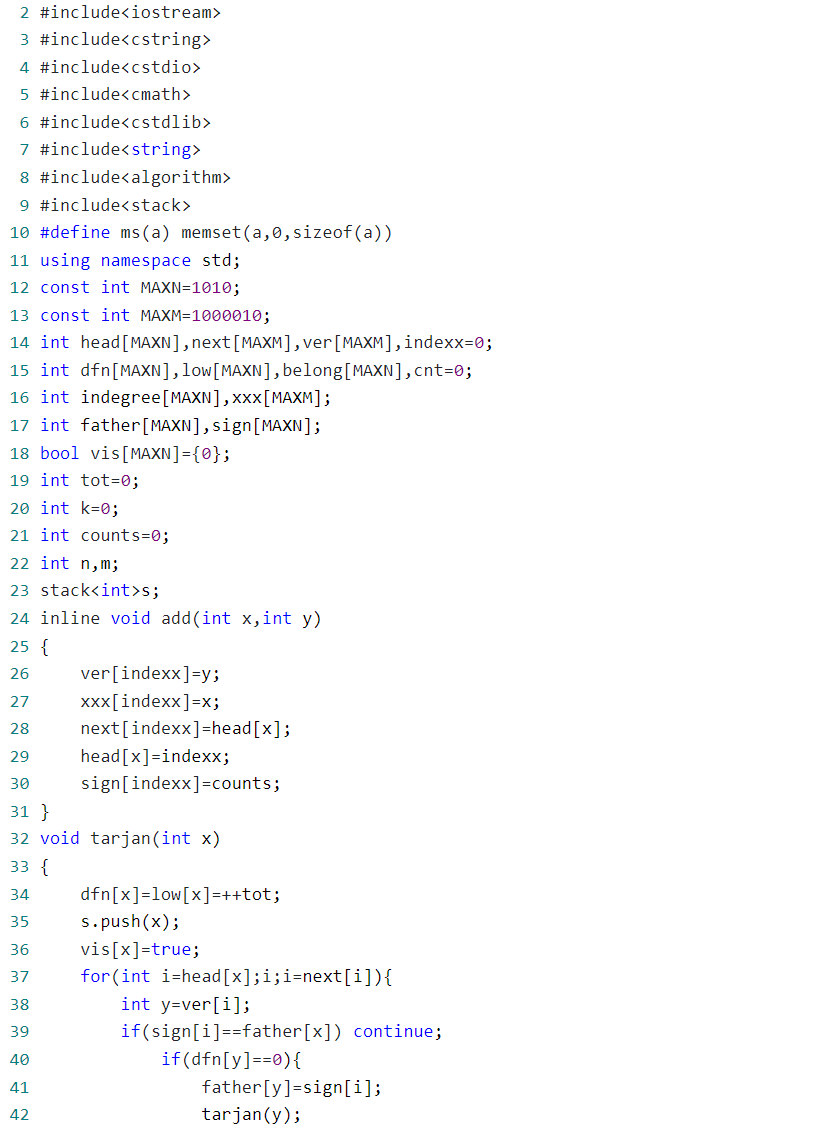 2 #include<iostream>
3 #include<cstring>
4 #include<cstdio>
5 #include<cmath>
6 #include<cstdlib>
7 #include<string>
8 #include<algorithm>
9 #include<stack>
10 #define ms(a) memset(a,0,sizeof(a))
11 using namespace std;
12 const int MAXN=1010;
13 const int MAXM=1000010;
14 int head[MAXN],next[MAXM],ver[MAXM],indexx=0;
15 int dfn[MAXN],low[MAXN],belong[MAXN],cnt=0;
16 int indegree[MAXN],xxx[MAXM];
17 int father[MAXN],sign[MAXN];
18 bool vis[MAXN]={0};
19 int tot=0;
20 int k=0;
21 int counts=0;
22 int n,m;
23 stack<int>s;
24 inline void add(int x,int y)
25 {
26     ver[indexx]=y;
27     xxx[indexx]=x;
28     next[indexx]=head[x];
29     head[x]=indexx;
30     sign[indexx]=counts;
31 }
32 void tarjan(int x)
33 {
34     dfn[x]=low[x]=++tot;
35     s.push(x);
36     vis[x]=true;
37     for(int i=head[x];i;i=next[i]){
38         int y=ver[i];
39         if(sign[i]==father[x]) continue;
40             if(dfn[y]==0){
41                 father[y]=sign[i];
42                 tarjan(y);